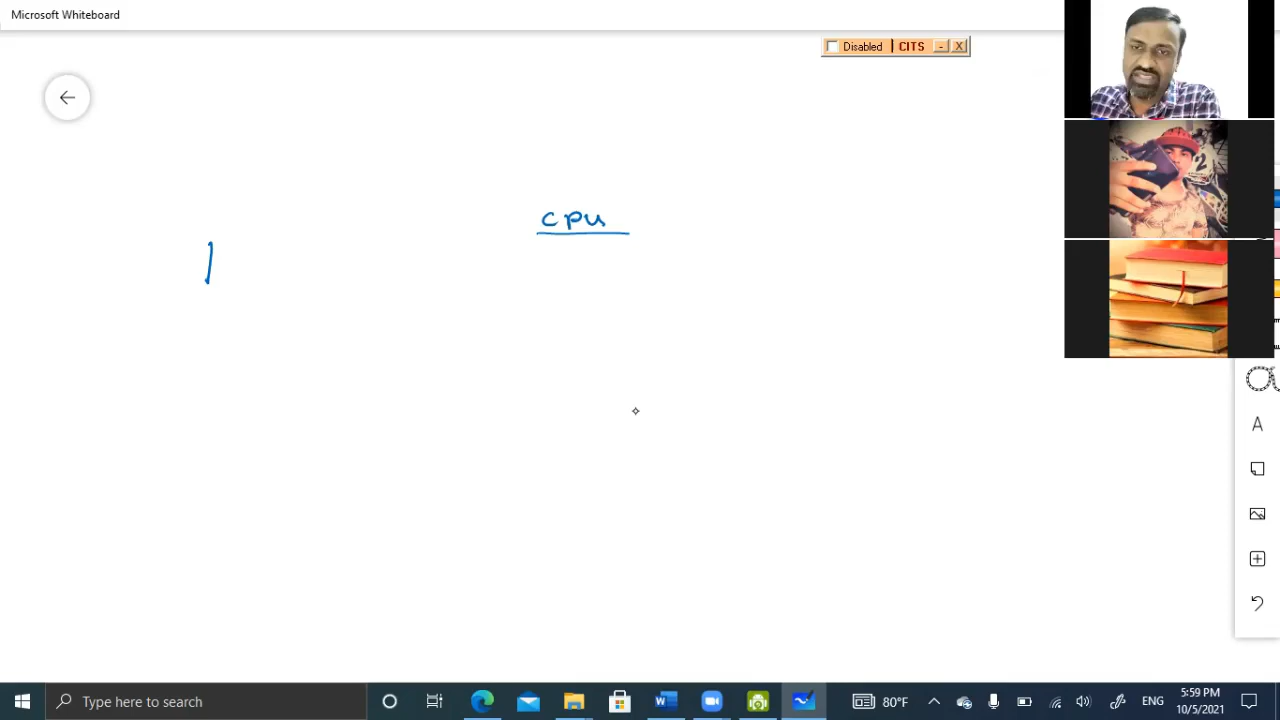 Microsoft Whiteboard
Disabled CITS - X
cpu
A
Type here to search
80°F
ENG
5:59 PM
10/5/2021